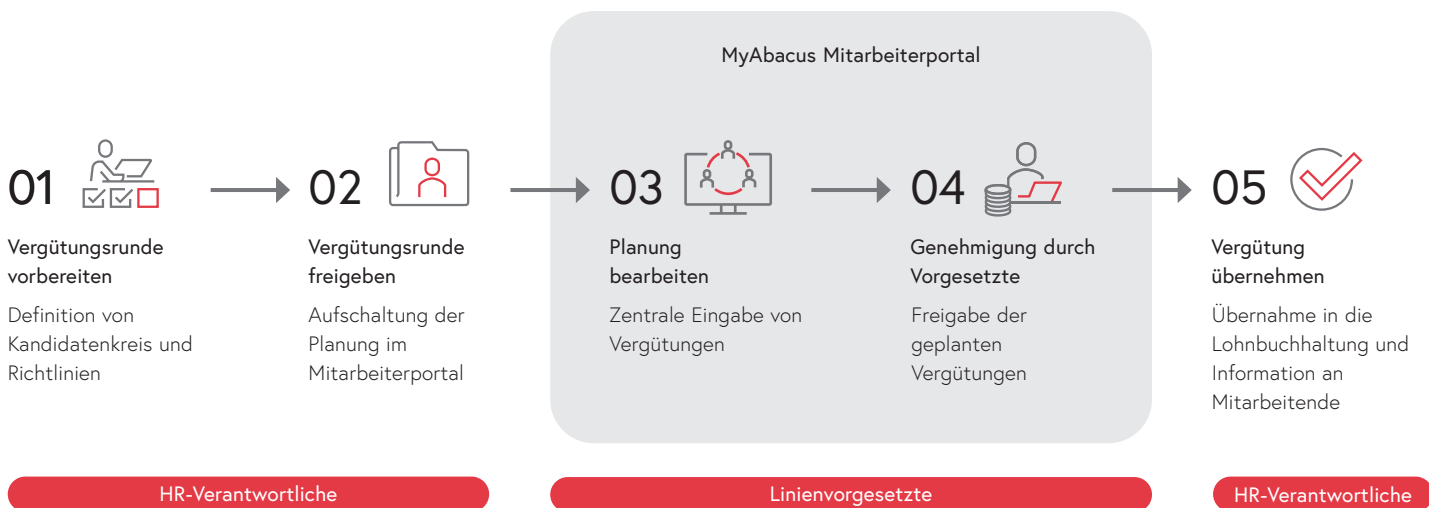 MyAbacus Mitarbeiterportal
01
Vergütungsrunde
vorbereiten
Definition von
Kandidatenkreis und
Richtlinien
02
Vergütungsrunde
freigeben
Aufschaltung der
Planung im
Mitarbeiterportal
03
Planung
bearbeiten
Zentrale Eingabe von
Vergütungen
04
Genehmigung durch
Vorgesetzte
Freigabe der
geplanten
Vergütungen
05
Vergütung
übernehmen
Übernahme in die
Lohnbuchhaltung und
Information an
Mitarbeitende
HR-Verantwortliche
Linienvorgesetzte
HR-Verantwortliche